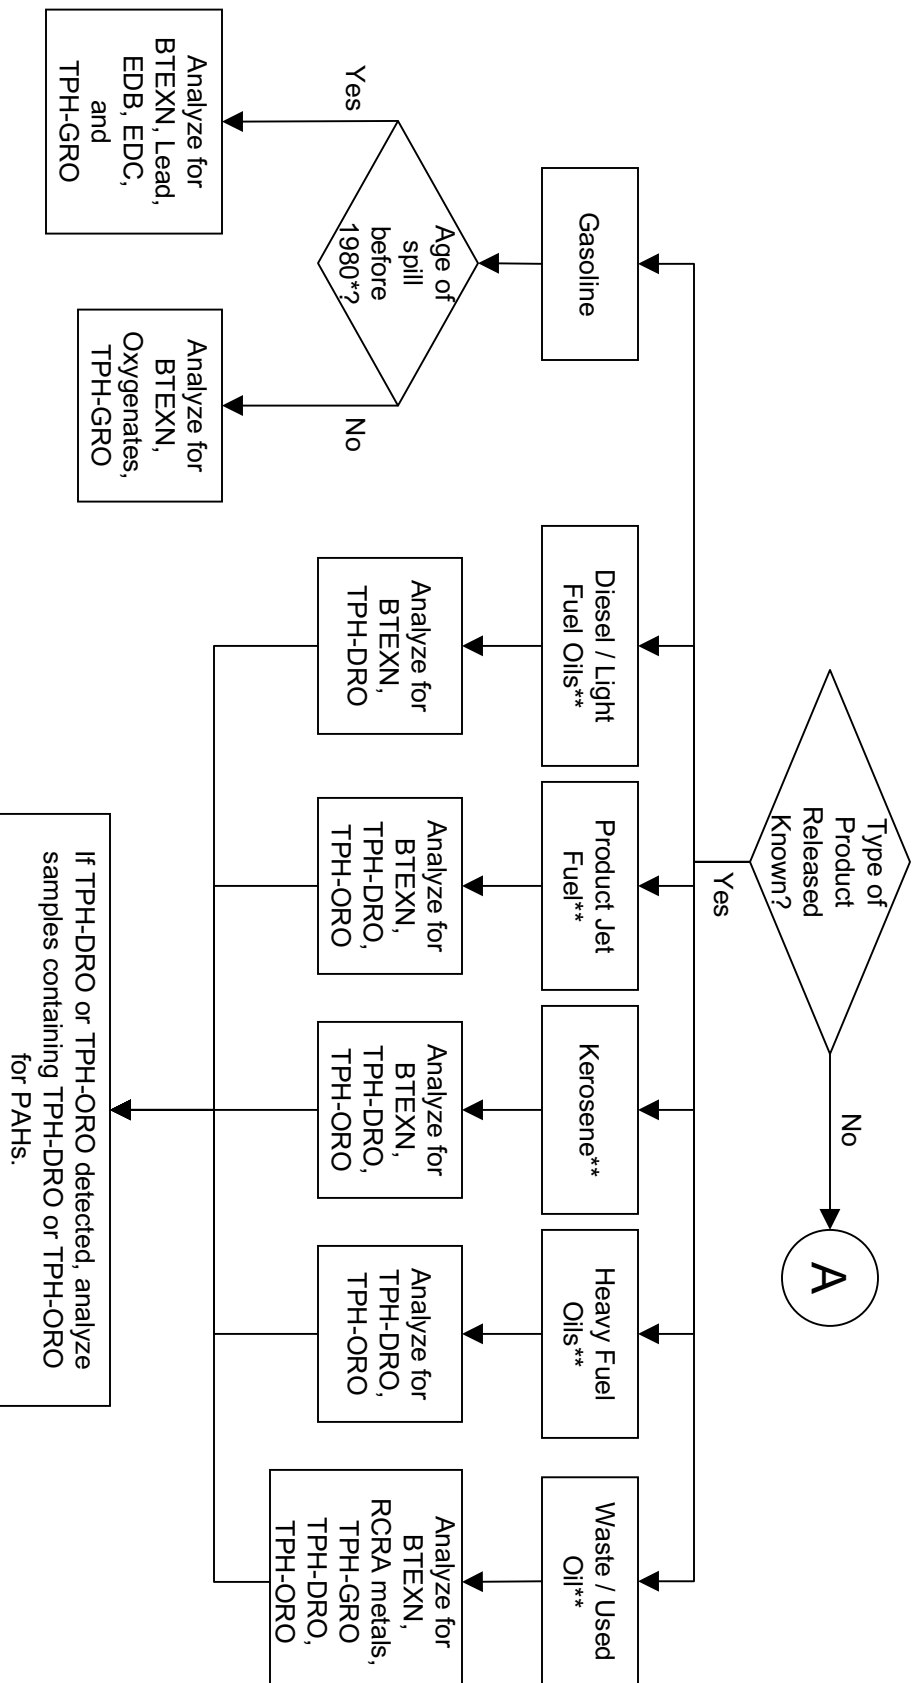 Type of
Product
Released
Known?
No
A
Yes
Gasoline
Diesel / Light
Fuel Oils**
Product Jet
Fuel**
Kerosene**
Heavy Fuel
Oils**
Waste / Used
Oil**
Age of
spill
before
1980*?
Yes
No
Analyze for
BTEXN, Lead,
EDB, EDC,
and
TPH-GRO
Analyze for
BTEXN,
Oxygenates,
TPH-GRO
Analyze for
BTEXN,
TPH-DRO
Analyze for
BTEXN,
TPH-DRO,
TPH-ORO
Analyze for
BTEXN,
TPH-DRO,
TPH-ORO
Analyze for
TPH-DRO,
TPH-ORO
Analyze for
BTEXN,
RCRA metals,
TPH-GRO
TPH-DRO,
TPH-ORO
If TPH-DRO or TPH-ORO detected, analyze
samples containing TPH-DRO or TPH-ORO
for PAHs.